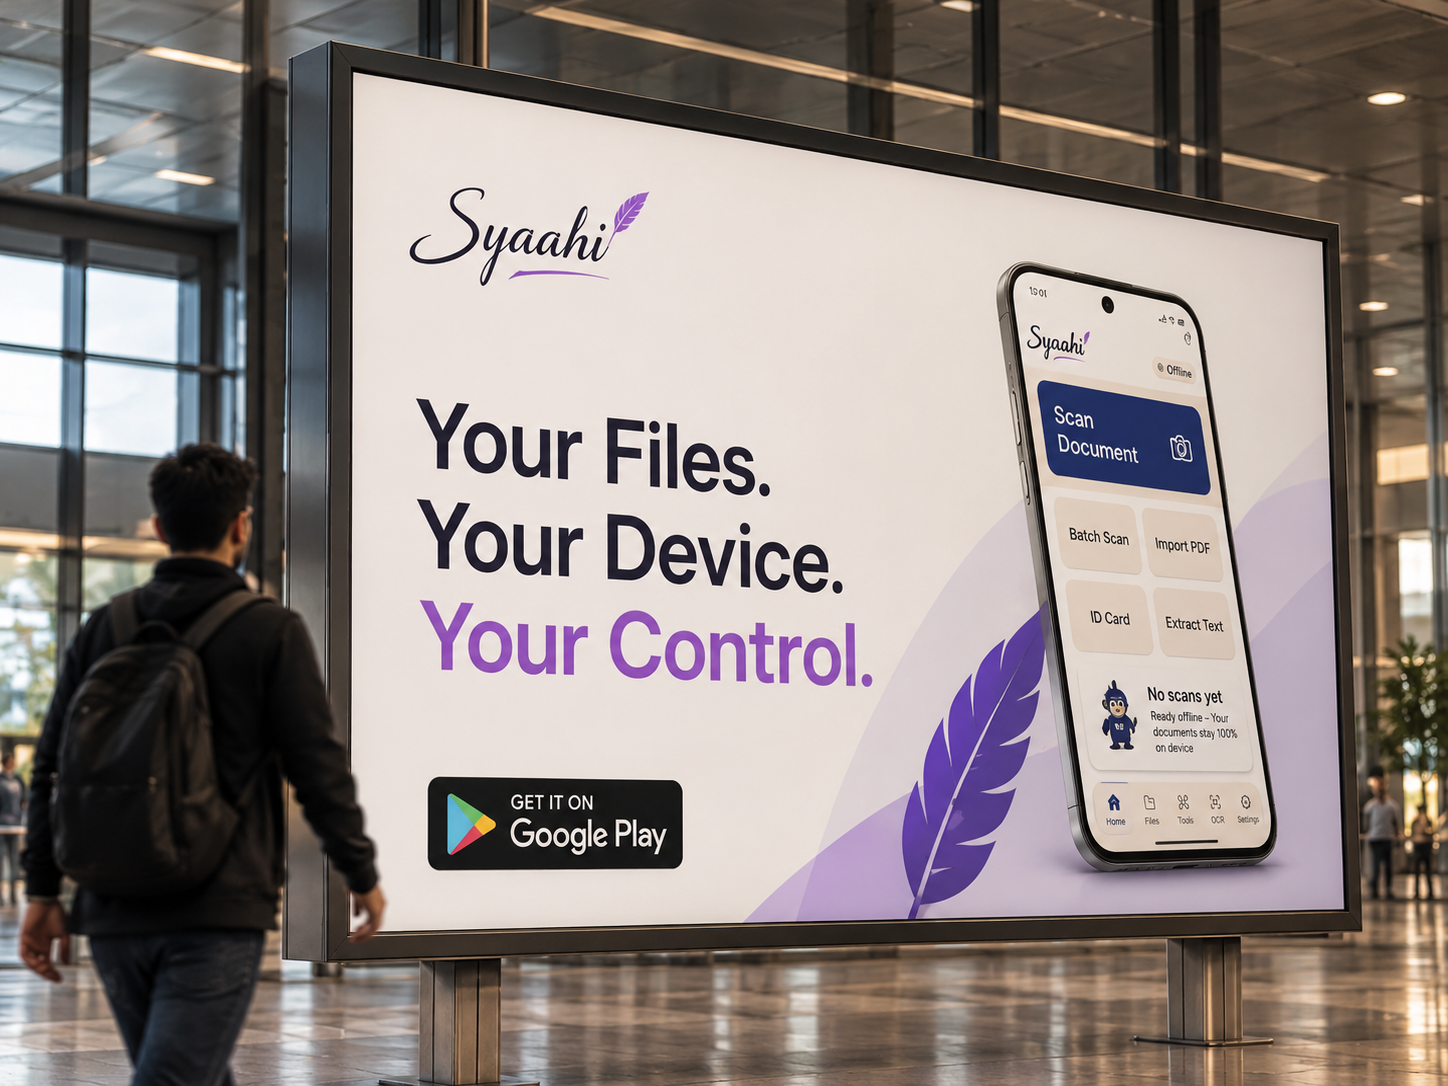 Syaahi
Your Files.
Your Device.
Your Control.
GET IT ON
Google Play
Syaahi
Offline
Scan
Document
Batch Scan
Import PDF
ID Card
Extract Text
No scans yet
Ready offline – Your
documents stay 100%
on device
Home
Files
Tools
OCR
Settings